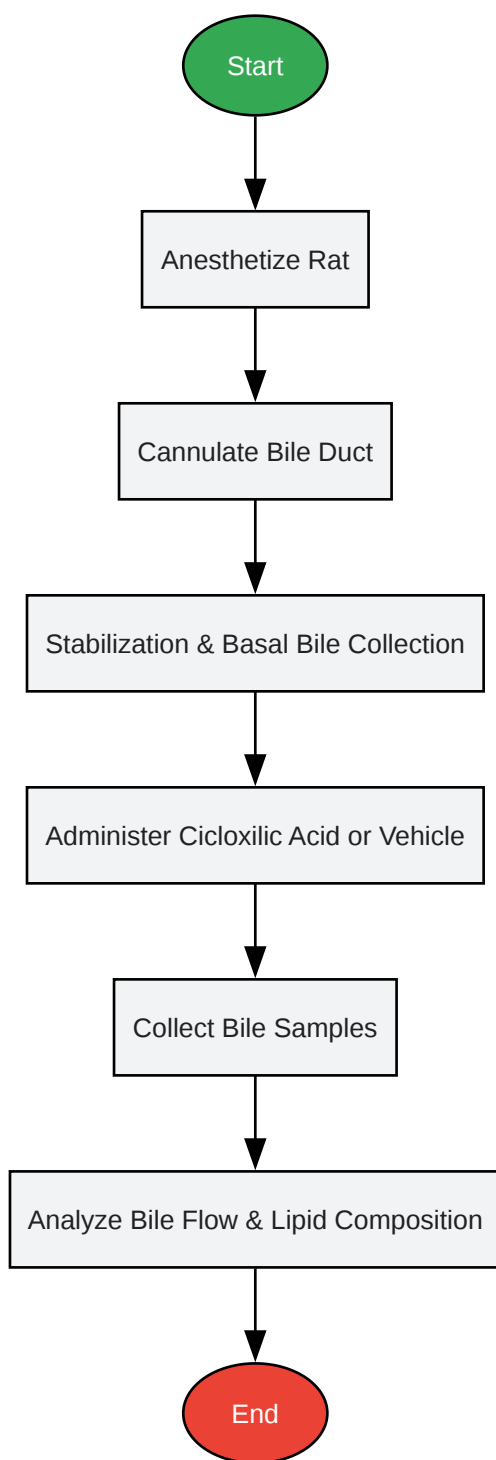 Start
Anesthetize Rat
Cannulate Bile Duct
Stabilization & Basal Bile Collection
Administer Cicloxilic Acid or Vehicle
Collect Bile Samples
Analyze Bile Flow & Lipid Composition
End